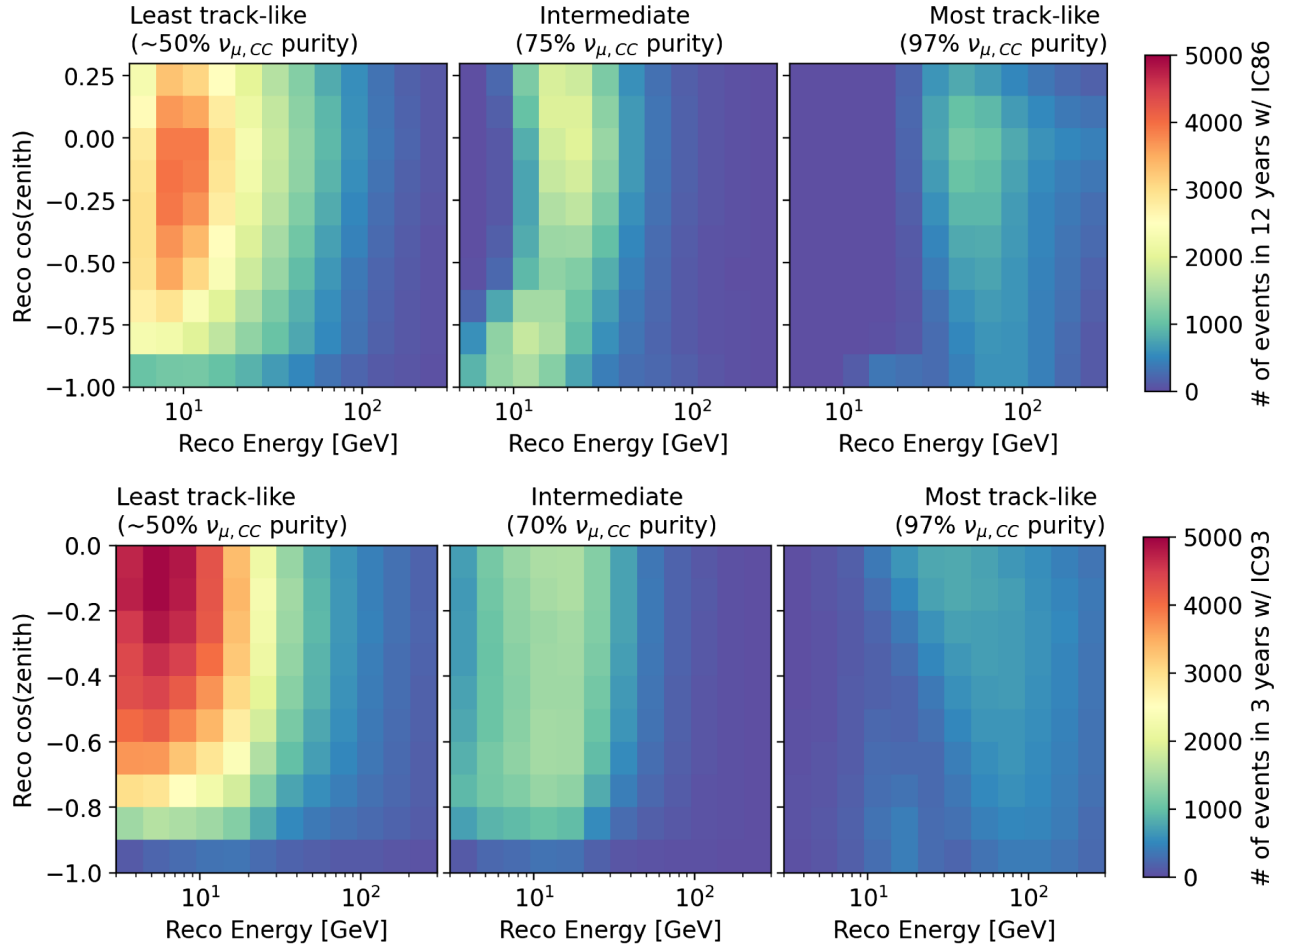 Least track-like
(~50% νμ,CC purity)
Intermediate
(75% νμ,CC purity)
Most track-like
(97% νμ,CC purity)
0.25
0.00
−0.25
−0.50
−0.75
−1.00
Reco cos(zenith)
10¹
10²
10¹
10²
10¹
10²
Reco Energy [GeV]
Reco Energy [GeV]
Reco Energy [GeV]
5000
4000
3000
2000
1000
0
# of events in 12 years w/ IC86
Least track-like
(~50% νμ,CC purity)
Intermediate
(70% νμ,CC purity)
Most track-like
(97% νμ,CC purity)
0.0
−0.2
−0.4
−0.6
−0.8
−1.0
Reco cos(zenith)
10¹
10²
10¹
10²
10¹
10²
Reco Energy [GeV]
Reco Energy [GeV]
Reco Energy [GeV]
5000
4000
3000
2000
1000
0
# of events in 3 years w/ IC93